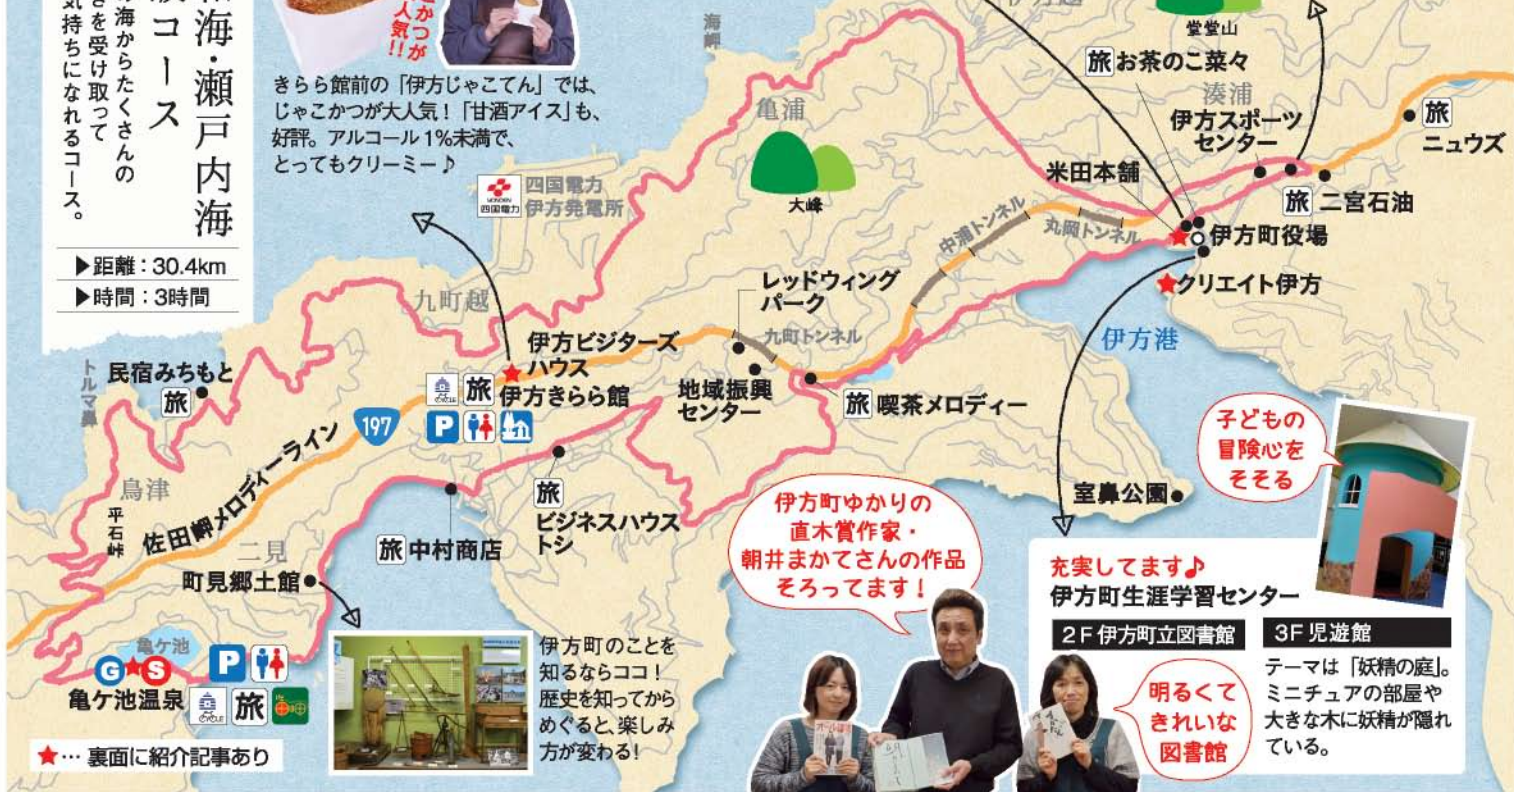 和海・瀬戸内海
コース
海からたくさんの
きを受け取って
気持ちになれるコース。
▶距離：30.4km
▶時間：3時間
かつが
人気!!
きらら館前の「伊方じゃこてん」では、
じゃこかつが大人気！「甘酒アイス」も、
好評。アルコール1%未満で、
とってもクリーミー♪
四国電力
四国電力
伊方発電所
海岬
亀浦
大峰
堂堂山
旅お茶のこ菜々
湊浦
伊方スポーツ
センター
旅
ニュウズ
米田本舗
旅 二宮石油
中浦トンネル
丸岡トンネル
伊方町役場
★クリエイト伊方
伊方港
レッドウィング
パーク
九町トンネル
九町越
伊方ビジターズ
ハウス
旅 伊方きらら館
P
地域振興
センター
旅 喫茶メロディー
トルマ鼻
民宿みちもと
旅
197
佐田岬メロディーライン
鳥津
平石峠
二見
旅 中村商店
旅
ビジネスハウス
トシ
室鼻公園
町見郷土館
亀ケ池
G★S
P
亀ケ池温泉
旅
★… 裏面に紹介記事あり
伊方町のことを
知るならココ！
歴史を知ってから
めぐると、楽しみ
方が変わる！
伊方町ゆかりの
直木賞作家・
朝井まかてさんの作品
そろってます！
子どもの
冒険心を
そそる
充実してます♪
伊方町生涯学習センター
2F 伊方町立図書館
3F 児遊館
テーマは「妖精の庭」。
ミニチュアの部屋や
大きな木に妖精が隠れ
ている。
明るくて
きれいな
図書館